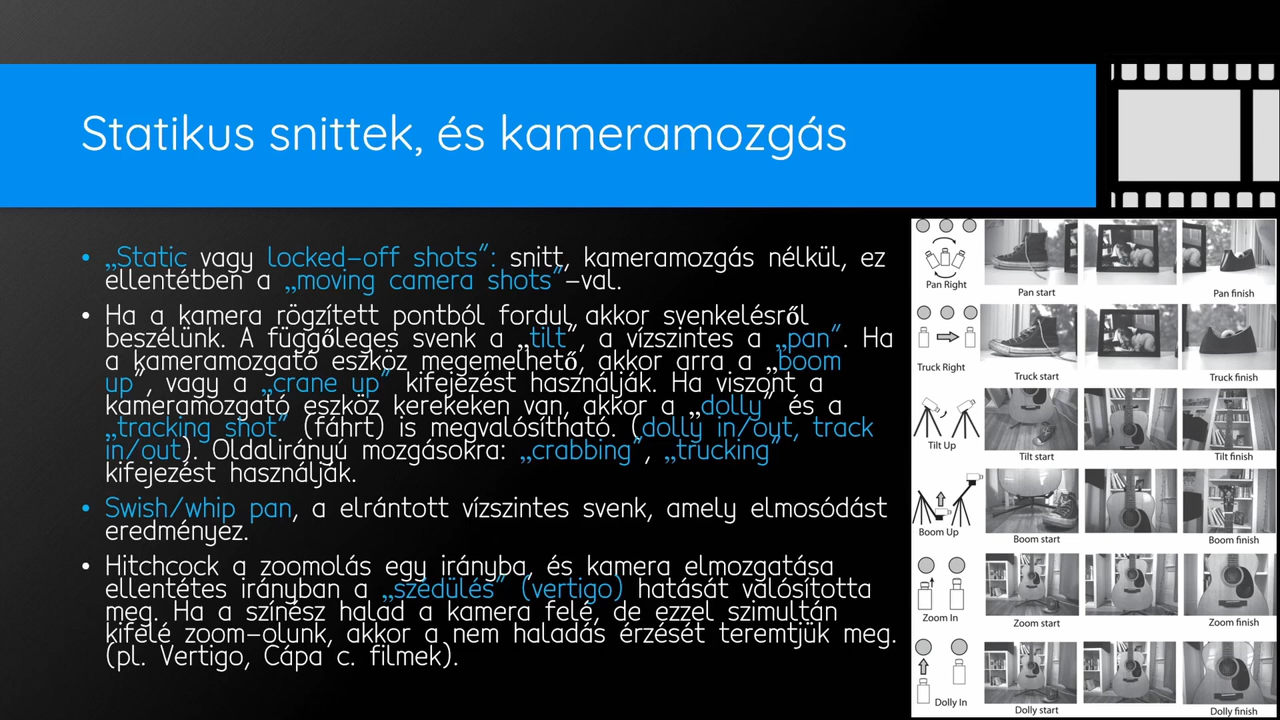 Statikus snittek, és kameramozgás
• „Static vagy locked-off shots”: snitt, kameramozgás nélkül, ez
ellentétben a „moving camera shots”-val.
• Ha a kamera rögzített pontból fordul akkor svenkelésről
beszélünk. A függőleges svenk a „tilt”, a vízszintes a „pan”. Ha
a kameramozgató eszköz megemelhető, akkor arra a „boom
up”, vagy a „crane up” kifejezést használják. Ha viszont a
kameramozgató eszköz kerekeken van, akkor a „dolly” és a
„tracking shot” (fáhrt) is megvalósítható. (dolly in/out, track
in/out). Oldalirányú mozgásokra: „crabbing”, „trucking”
kifejezést használják.
• Swish/whip pan, a elrántott vízszintes svenk, amely elmosódást
eredményez.
• Hitchcock a zoomolás egy irányba, és kamera elmozgatása
ellentétes irányban a „szédülés” (vertigo) hatását valósította
meg. Ha a színész halad a kamera felé, de ezzel szimultán
kifelé zoom-olunk, akkor a nem haladás érzését teremtjük meg.
(pl. Vertigo, Cápa c. filmek).
Pan Right
Pan start
Pan finish
Truck Right
Truck start
Truck finish
Tilt Up
Tilt start
Tilt finish
Boom Up
Boom start
Boom finish
Zoom In
Zoom start
Zoom finish
Dolly In
Dolly start
Dolly finish